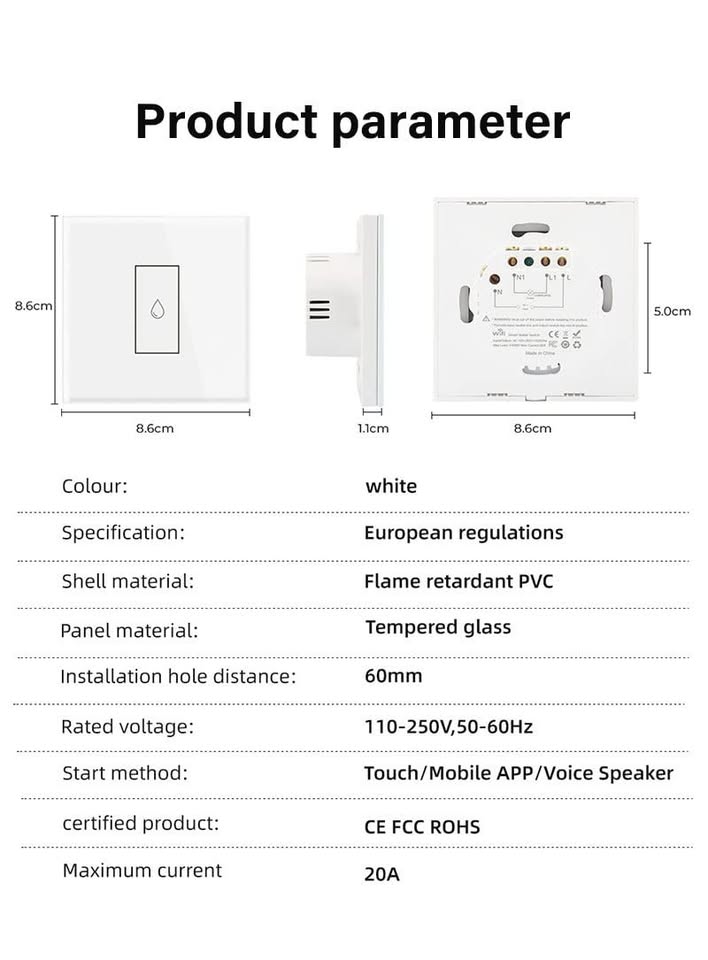 Product parameter
8.6cm
8.6cm
1.1cm
N1
L1
L
N
Wifi
Made in China
5.0cm
8.6cm
Colour: white
Specification: European regulations
Shell material: Flame retardant PVC
Panel material: Tempered glass
Installation hole distance: 60mm
Rated voltage: 110-250V,50-60Hz
Start method: Touch/Mobile APP/Voice Speaker
certified product: CE FCC ROHS
Maximum current 20A